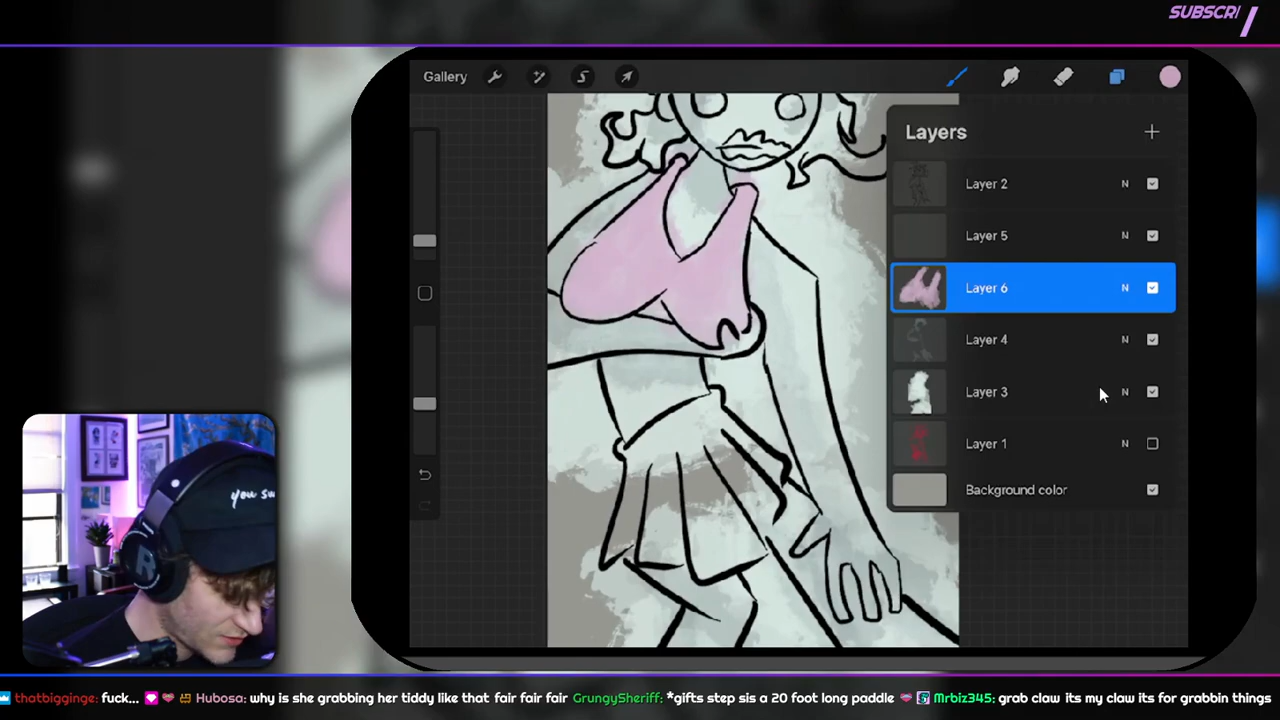 SUBSCRI
Gallery
Layers
Layer 2 N
Layer 5 N
Layer 6 N
Layer 4 N
Layer 3 N
Layer 1 N
Background color
you su
R
thatbigginge: fuck... Hubosa: why is she grabbing her tiddy like that fair fair fair GrungySheriff: *gifts step sis a 20 foot long paddle Mrbiz345: grab claw its my claw its for grabbin things